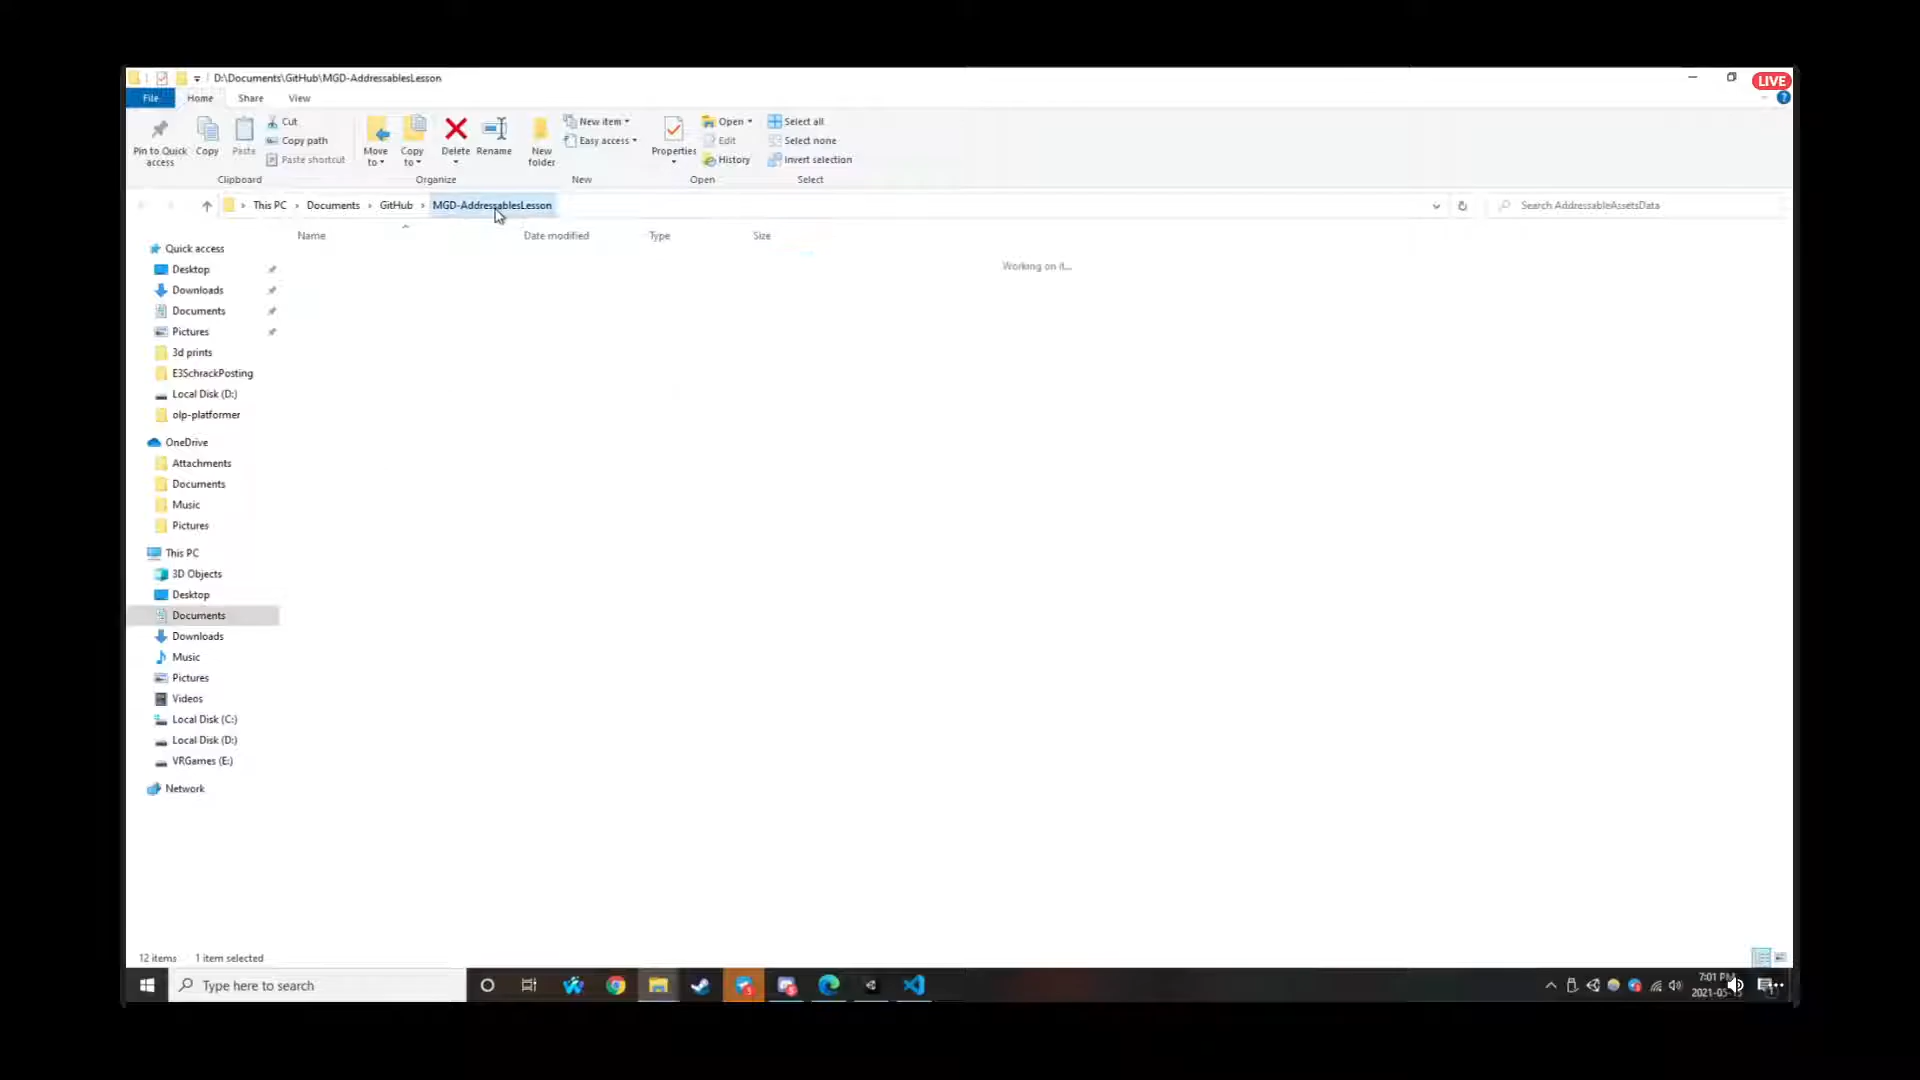 D:\Documents\GitHub\MGD-AddressablesLesson
LIVE
File Home Share View
Pin to Quick access
Copy
Paste
Cut
Copy path
Paste shortcut
Clipboard
Move to
Copy to
Delete
Rename
Organize
New folder
New item
Easy access
New
Properties
Open
Edit
History
Open
Select all
Select none
Invert selection
Select
This PC > Documents > GitHub > MGD-AddressablesLesson
Search AddressableAssetsData
Name Date modified Type Size
Working on it...
Quick access
Desktop
Downloads
Documents
Pictures
3d prints
E3SchrackPosting
Local Disk (D:)
oip-platformer
OneDrive
Attachments
Documents
Music
Pictures
This PC
3D Objects
Desktop
Documents
Downloads
Music
Pictures
Videos
Local Disk (C:)
Local Disk (D:)
VRGames (E:)
Network
12 items 1 item selected
Type here to search
7:01 PM